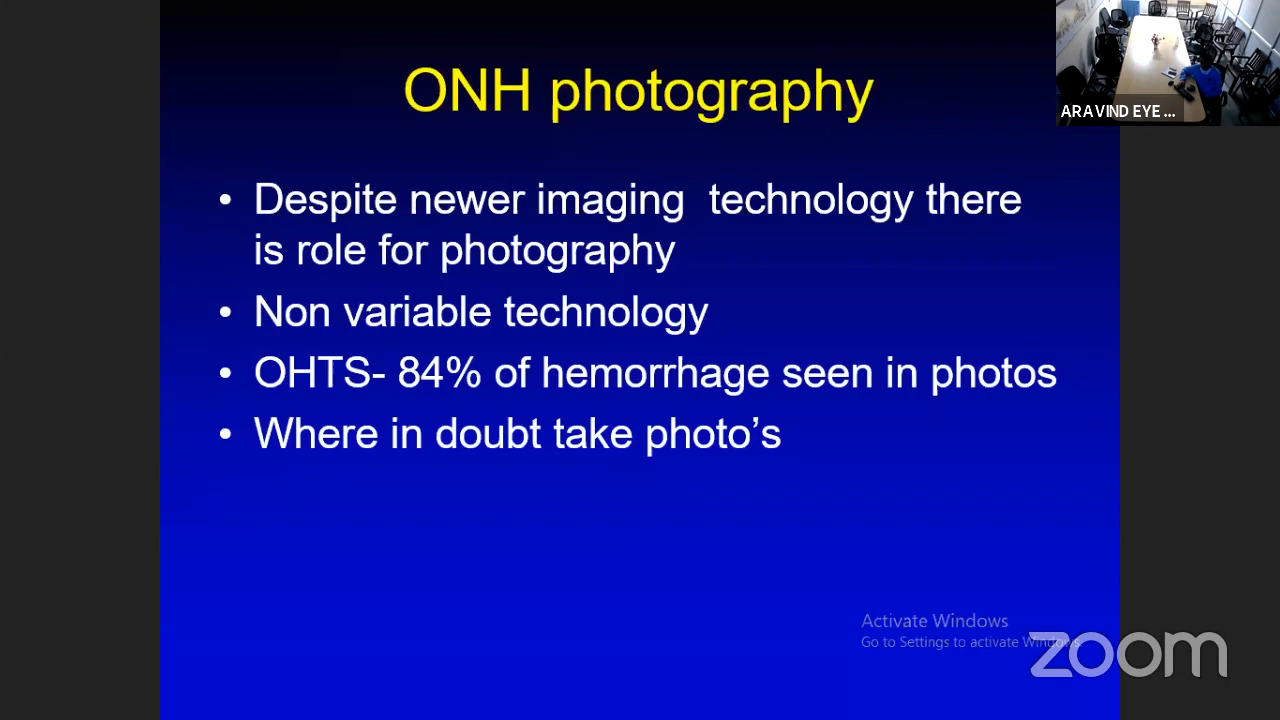 ONH photography
ARAVIND EYE ...
• Despite newer imaging technology there
is role for photography
• Non variable technology
• OHTS- 84% of hemorrhage seen in photos
• Where in doubt take photo’s
Activate Windows
Go to Settings to activate Windows.
zoom